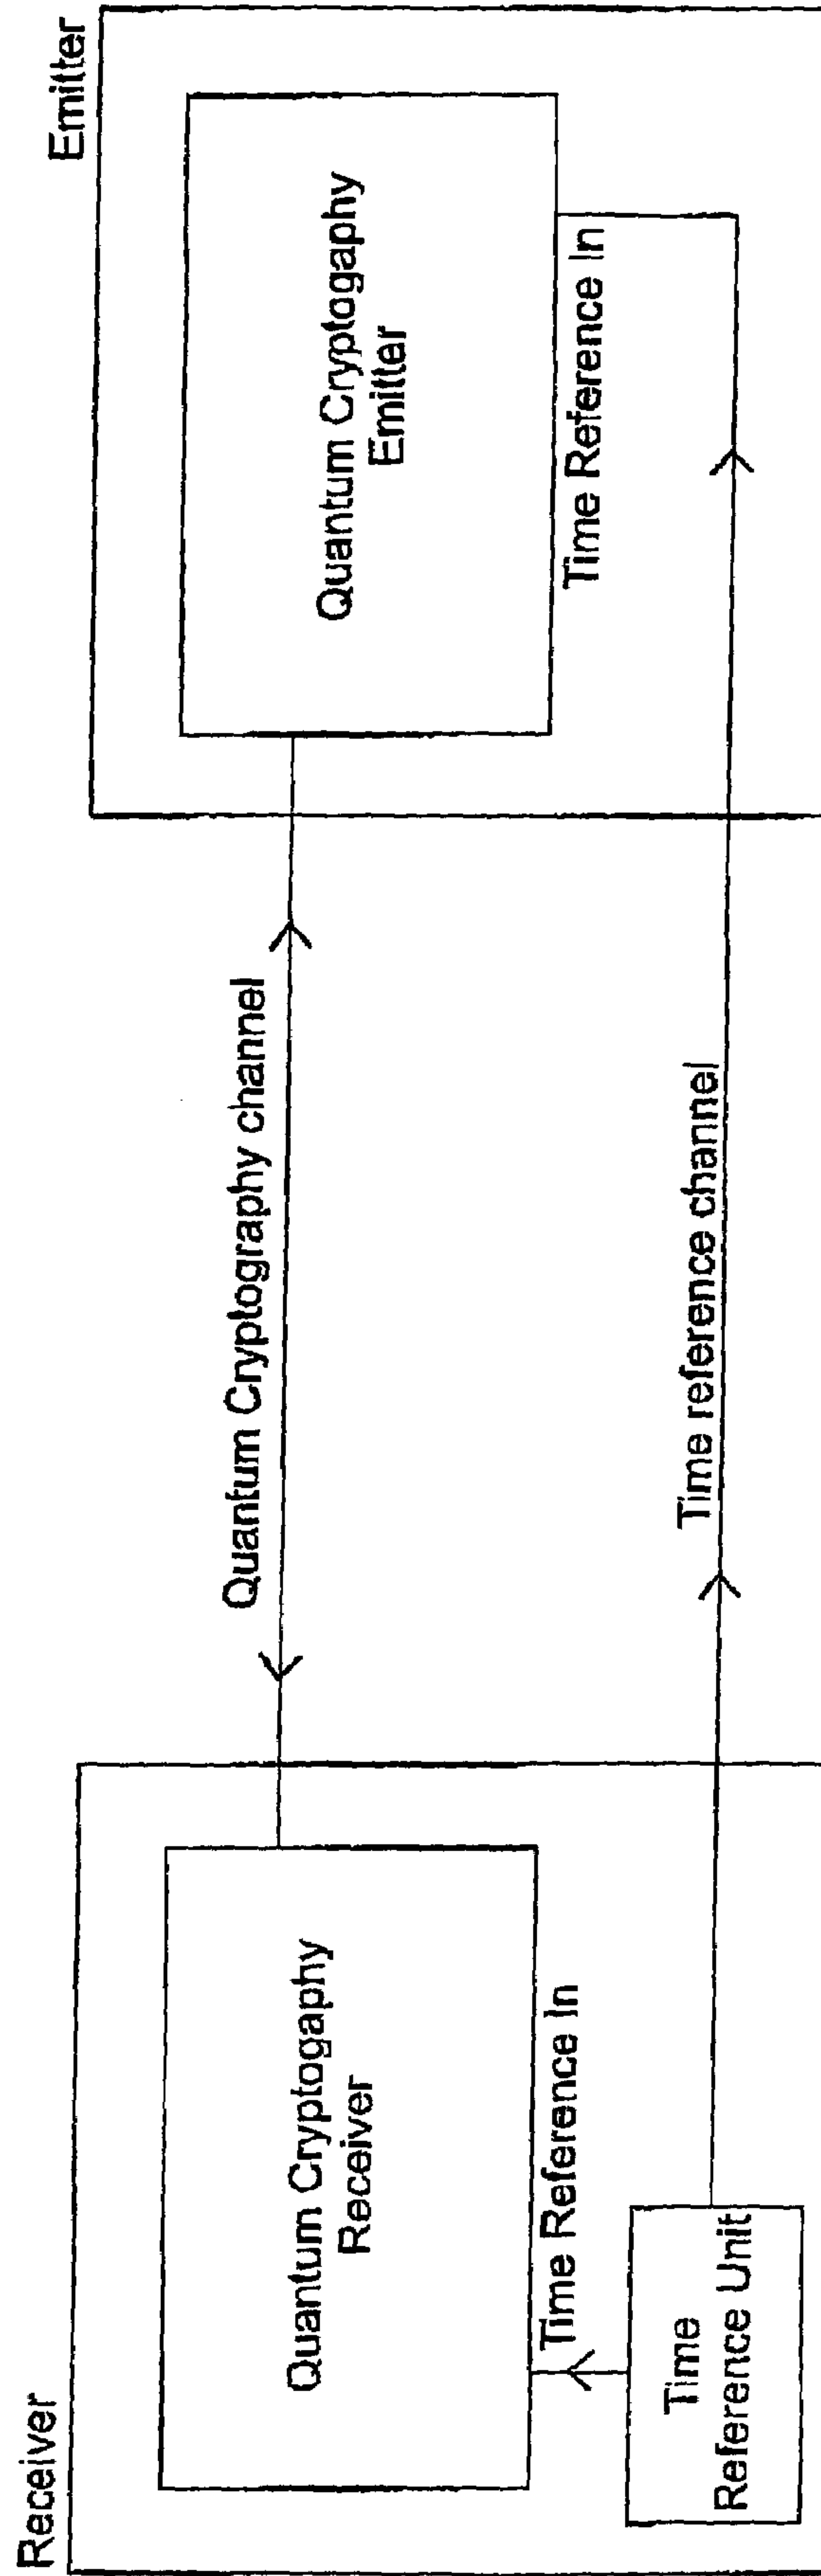 Receiver
Quantum Cryptogaphy
Receiver
Time Reference In
Time
Reference Unit
Quantum Cryptography channel
Time reference channel
Emitter
Quantum Cryptogaphy
Emitter
Time Reference In